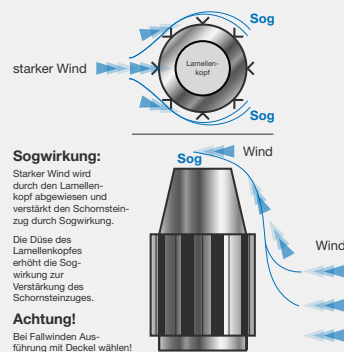 Sog
starker Wind
Lamellen-
kopf
Sog
Sogwirkung:
Starker Wind wird
durch den Lamellen-
kopf abgewiesen und
verstärkt den Schornstein-
zug durch Sogwirkung.
Die Düse des
Lamellenkopfes
erhöht die Sog-
wirkung zur
Verstärkung des
Schornsteinzuges.
Achtung!
Bei Fallwinden Aus-
führung mit Deckel wählen!
Sog
Wind
Wind